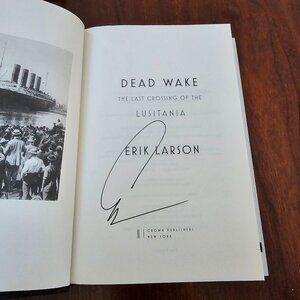 DEAD WAKE
THE LAST CROSSING OF THE
LUSITANIA
ERIK LARSON
CROWN PUBLISHERS
NEW YORK